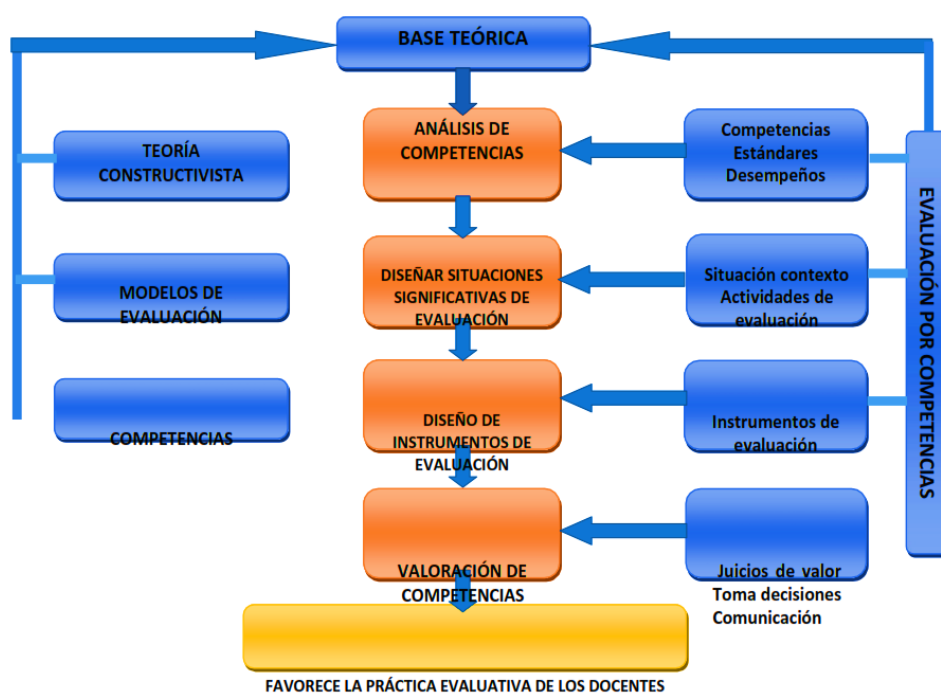 BASE TEÓRICA
TEORÍA
CONSTRUCTIVISTA
MODELOS DE
EVALUACIÓN
COMPETENCIAS
ANÁLISIS DE
COMPETENCIAS
DISEÑAR SITUACIONES
SIGNIFICATIVAS DE
EVALUACIÓN
DISEÑO DE
INSTRUMENTOS DE
EVALUACIÓN
VALORACIÓN DE
COMPETENCIAS
Competencias
Estándares
Desempeños
Situación contexto
Actividades de
evaluación
Instrumentos de
evaluación
Juicios de valor
Toma decisiones
Comunicación
EVALUACIÓN POR COMPETENCIAS
FAVORECE LA PRÁCTICA EVALUATIVA DE LOS DOCENTES